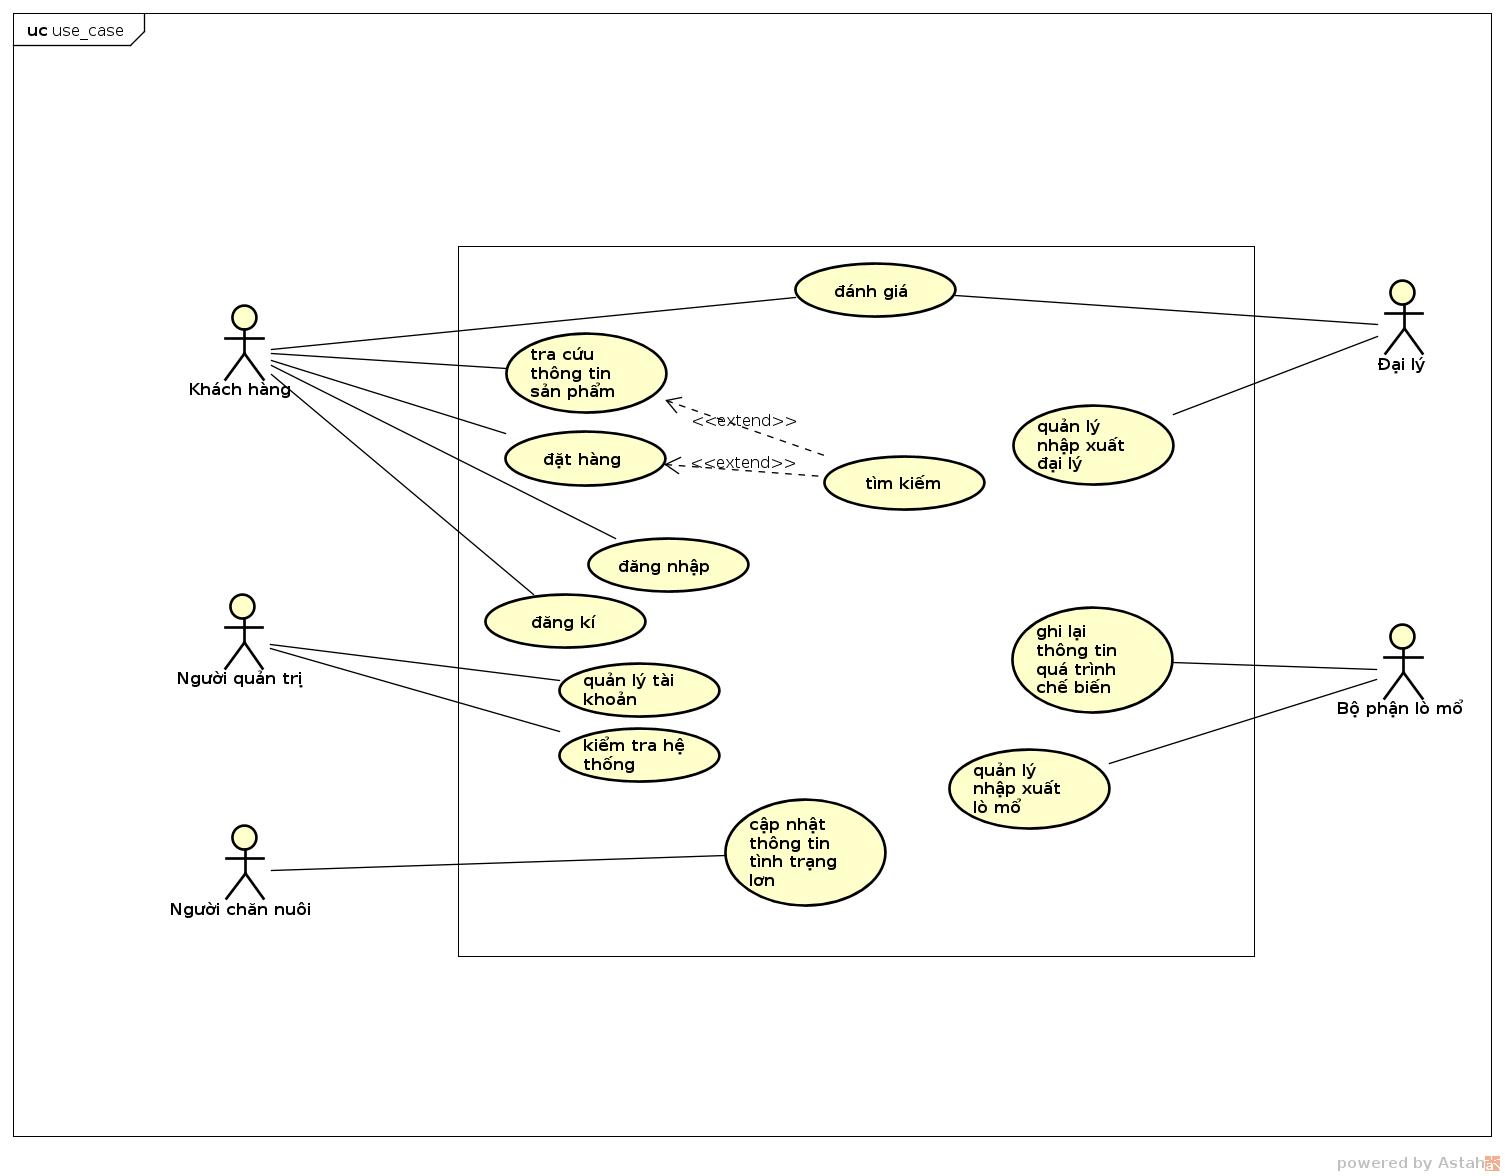 uc use_case
đánh giá
tra cứu
thông tin
sản phẩm
Khách hàng
Đại lý
<<extend>>
quản lý
nhập xuất
đại lý
đặt hàng
<<extend>>
tìm kiếm
đăng nhập
đăng kí
ghi lại
thông tin
quá trình
chế biến
Người quản trị
quản lý tài
khoản
Bộ phận lò mổ
kiểm tra hệ
thống
quản lý
nhập xuất
lò mổ
cập nhật
thông tin
tình trạng
lơn
Người chăn nuôi
powered by Astah